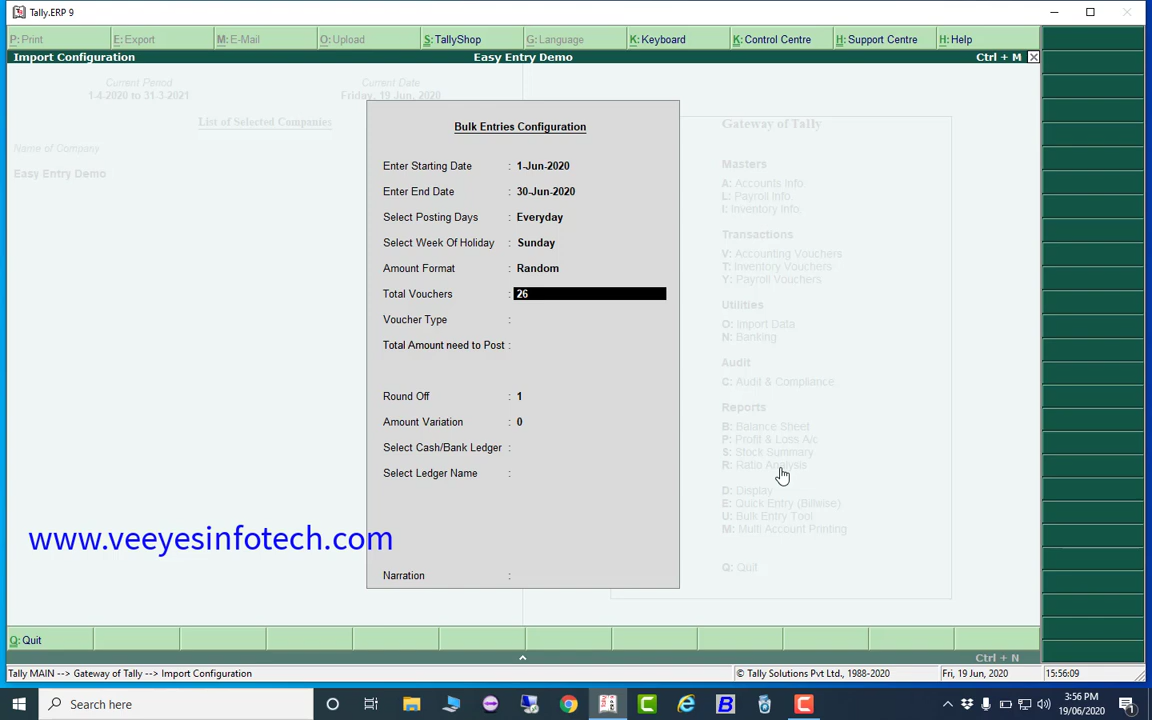 Tally.ERP 9
P: Print
E: Export
M: E-Mail
O: Upload
S: TallyShop
G: Language
K: Keyboard
K: Control Centre
H: Support Centre
H: Help
Import Configuration
Easy Entry Demo
Ctrl + M
Current Period
1-4-2020 to 31-3-2021
Current Date
Friday, 19 Jun, 2020
List of Selected Companies
Name of Company
Easy Entry Demo
Bulk Entries Configuration
Enter Starting Date : 1-Jun-2020
Enter End Date : 30-Jun-2020
Select Posting Days : Everyday
Select Week Of Holiday : Sunday
Amount Format : Random
Total Vouchers : 26
Voucher Type :
Total Amount need to Post :
Round Off : 1
Amount Variation : 0
Select Cash/Bank Ledger :
Select Ledger Name :
Narration :
Gateway of Tally
Masters
A: Accounts Info.
L: Payroll Info.
I: Inventory Info.
Transactions
V: Accounting Vouchers
T: Inventory Vouchers
Y: Payroll Vouchers
Utilities
O: Import Data
N: Banking
Audit
C: Audit & Compliance
Reports
B: Balance Sheet
P: Profit & Loss A/c
S: Stock Summary
R: Ratio Analysis
D: Display
E: Quick Entry (Billwise)
U: Bulk Entry Tool
M: Multi Account Printing
Q: Quit
www.veeyesinfotech.com
Q: Quit
Ctrl + N
Tally MAIN --> Gateway of Tally --> Import Configuration
© Tally Solutions Pvt Ltd., 1988-2020
Fri, 19 Jun, 2020
15:56:09
Search here
3:56 PM
19/06/2020